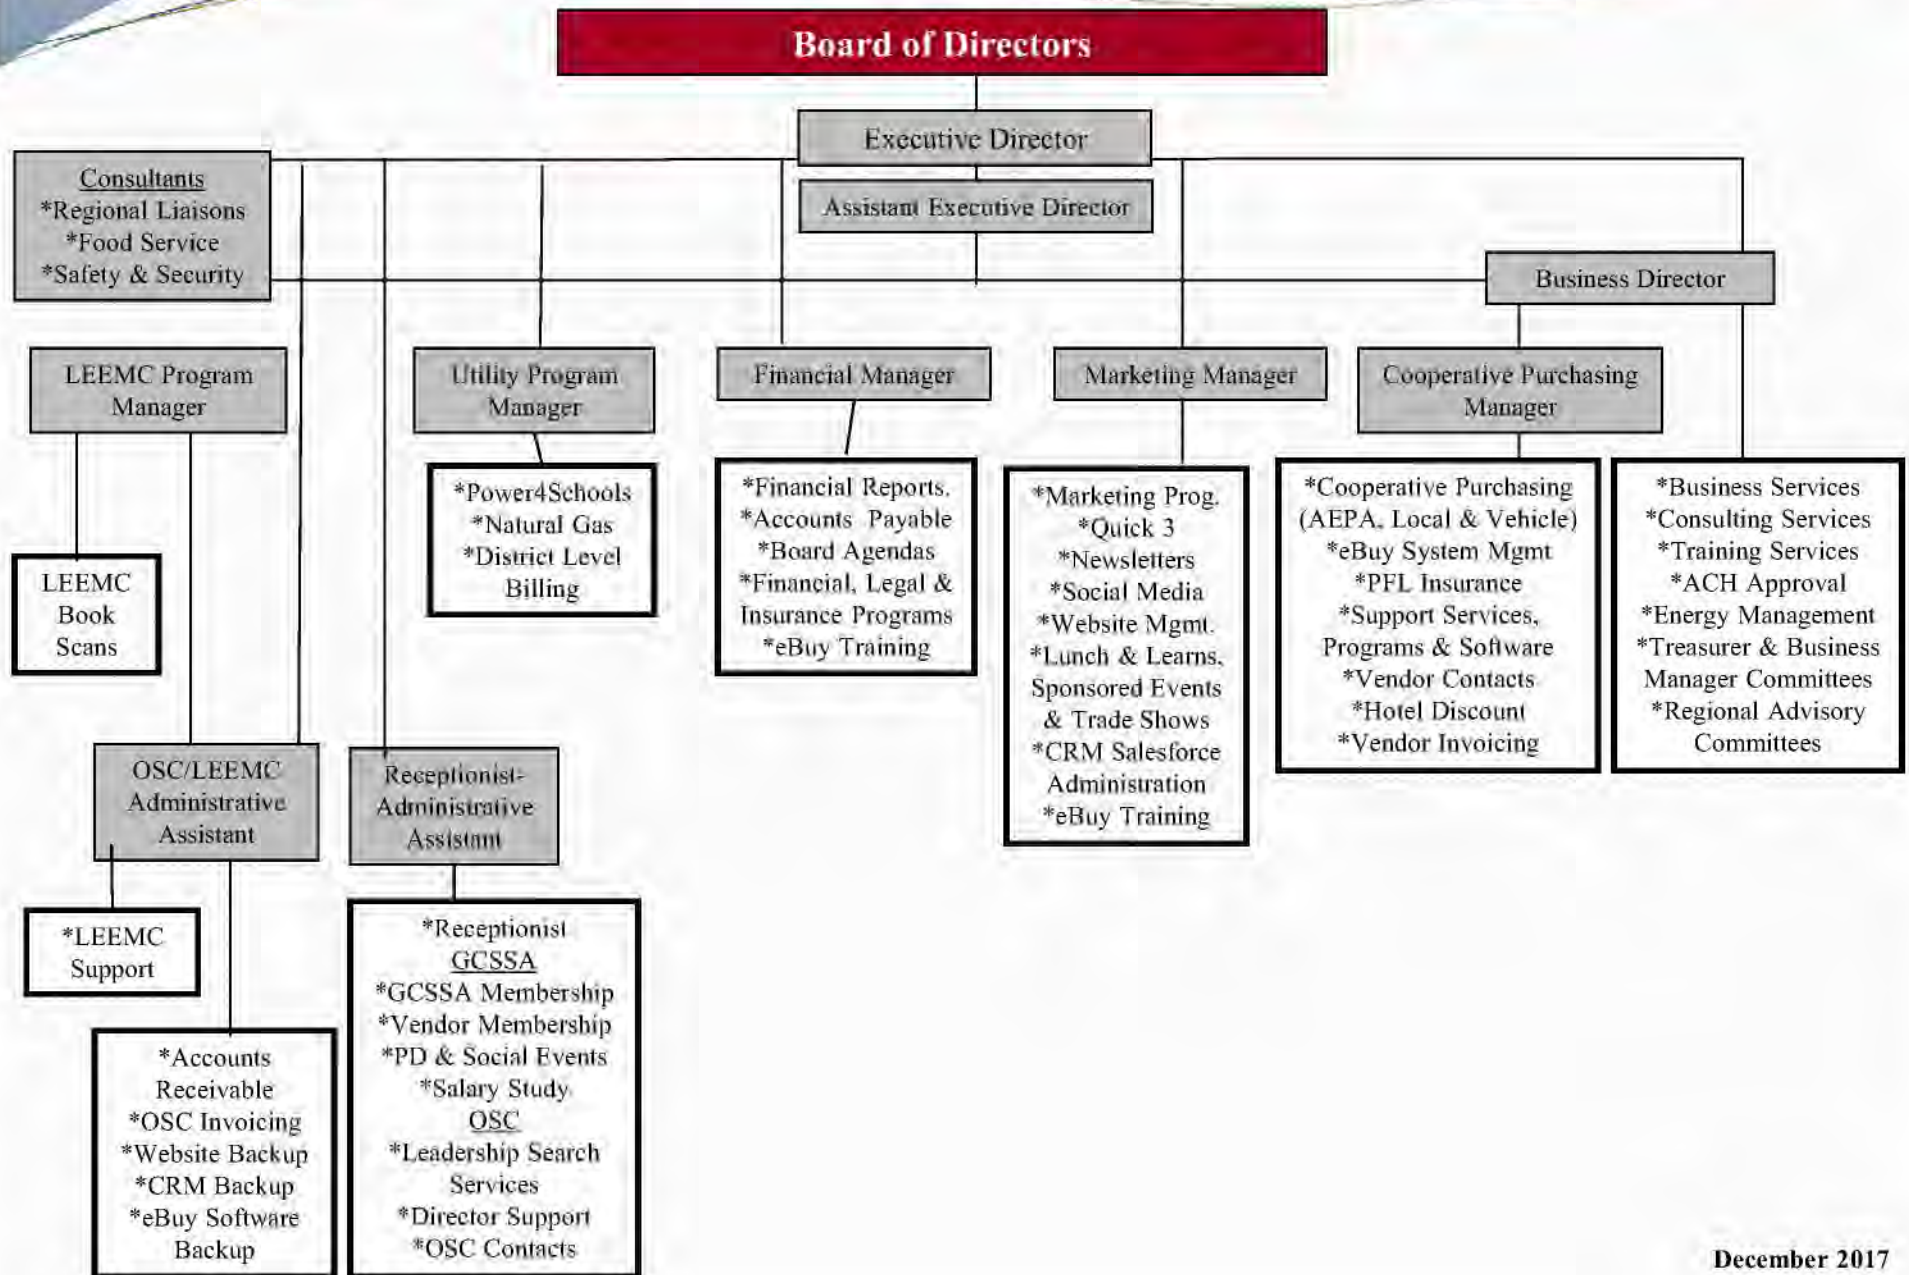 Board of Directors
Executive Director
Assistant Executive Director
Consultants
*Regional Liaisons
*Food Service
*Safety & Security
Business Director
LEEMC Program
Manager
Utility Program
Manager
Financial Manager
Marketing Manager
Cooperative Purchasing
Manager
LEEMC
Book
Scans
*Power4Schools
*Natural Gas
*District Level
Billing
*Financial Reports,
*Accounts Payable
*Board Agendas
*Financial, Legal &
Insurance Programs
*eBuy Training
*Marketing Prog.
*Quick 3
*Newsletters
*Social Media
*Website Mgmt.
*Lunch & Learns,
Sponsored Events
& Trade Shows
*CRM Salesforce
Administration
*eBuy Training
*Cooperative Purchasing
(AEPA, Local & Vehicle)
*eBuy System Mgmt
*PFL Insurance
*Support Services,
Programs & Software
*Vendor Contacts
*Hotel Discount
*Vendor Invoicing
*Business Services
*Consulting Services
*Training Services
*ACH Approval
*Energy Management
*Treasurer & Business
Manager Committees
*Regional Advisory
Committees
OSC/LEEMC
Administrative
Assistant
Receptionist-
Administrative
Assistant
*LEEMC
Support
*Accounts
Receivable
*OSC Invoicing
*Website Backup
*CRM Backup
*eBuy Software
Backup
*Receptionist
GCSSA
*GCSSA Membership
*Vendor Membership
*PD & Social Events
*Salary Study
OSC
*Leadership Search
Services
*Director Support
*OSC Contacts
December 2017